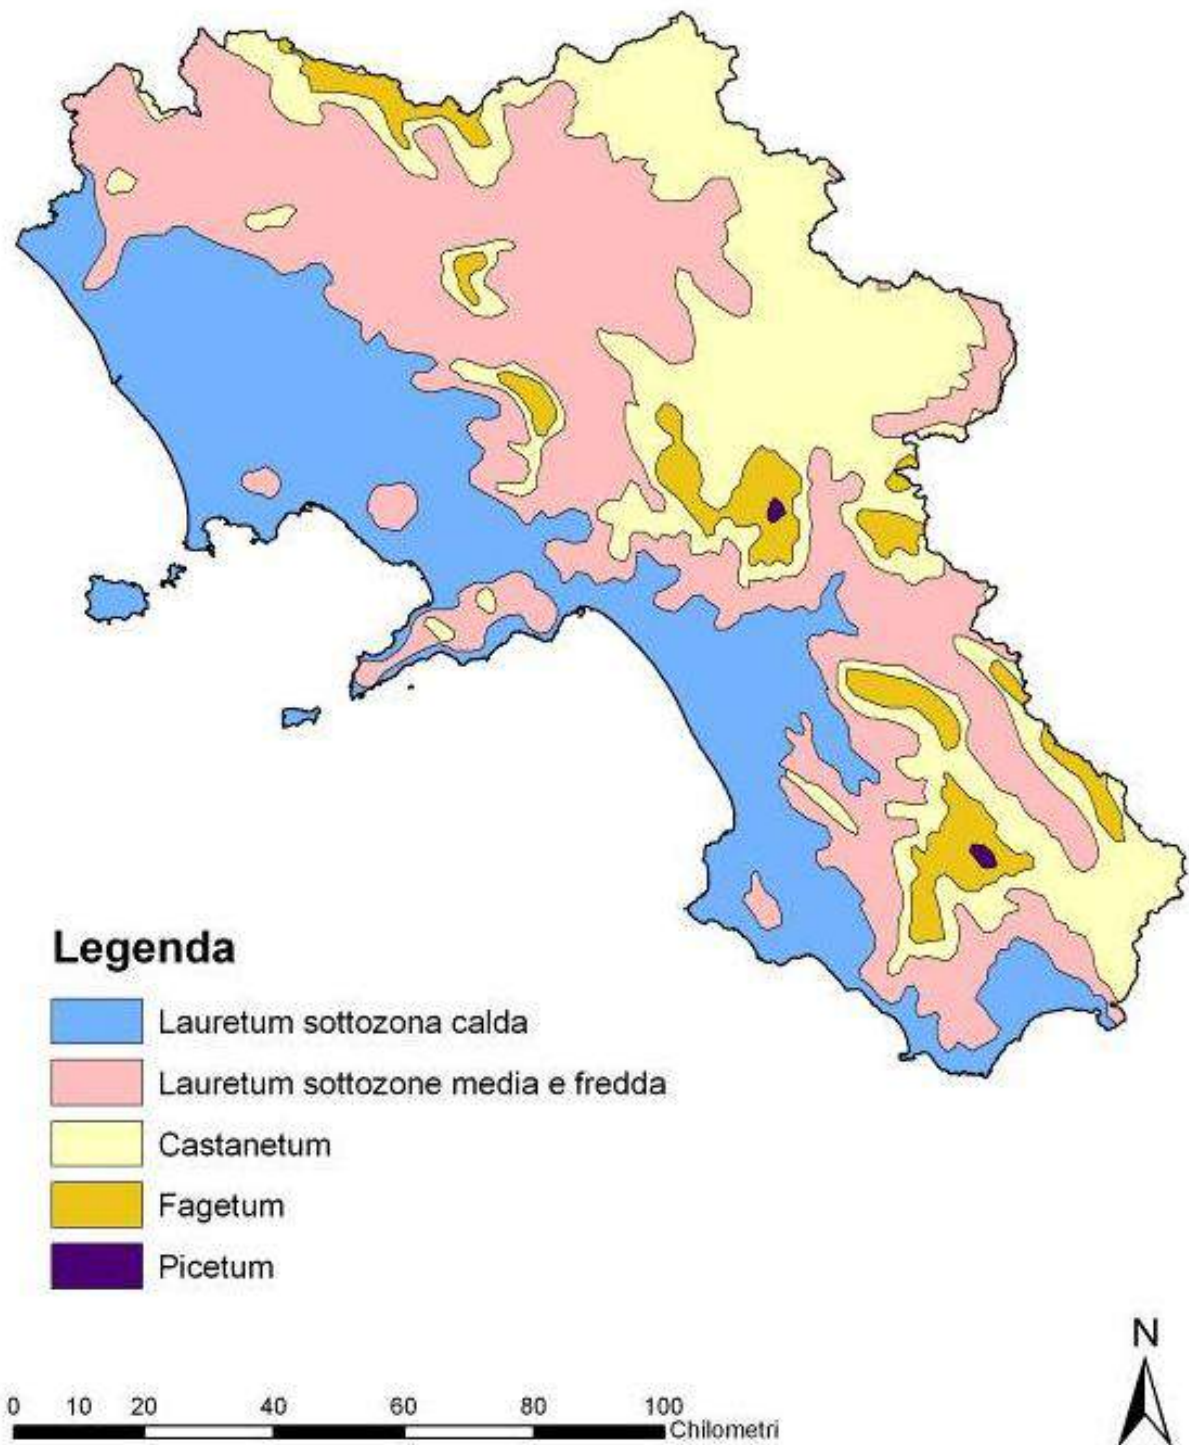 Legenda
Lauretum sottozona calda
Lauretum sottozone media e fredda
Castanetum
Fagetum
Picetum
N
0 10 20 40 60 80 100
Chilometri